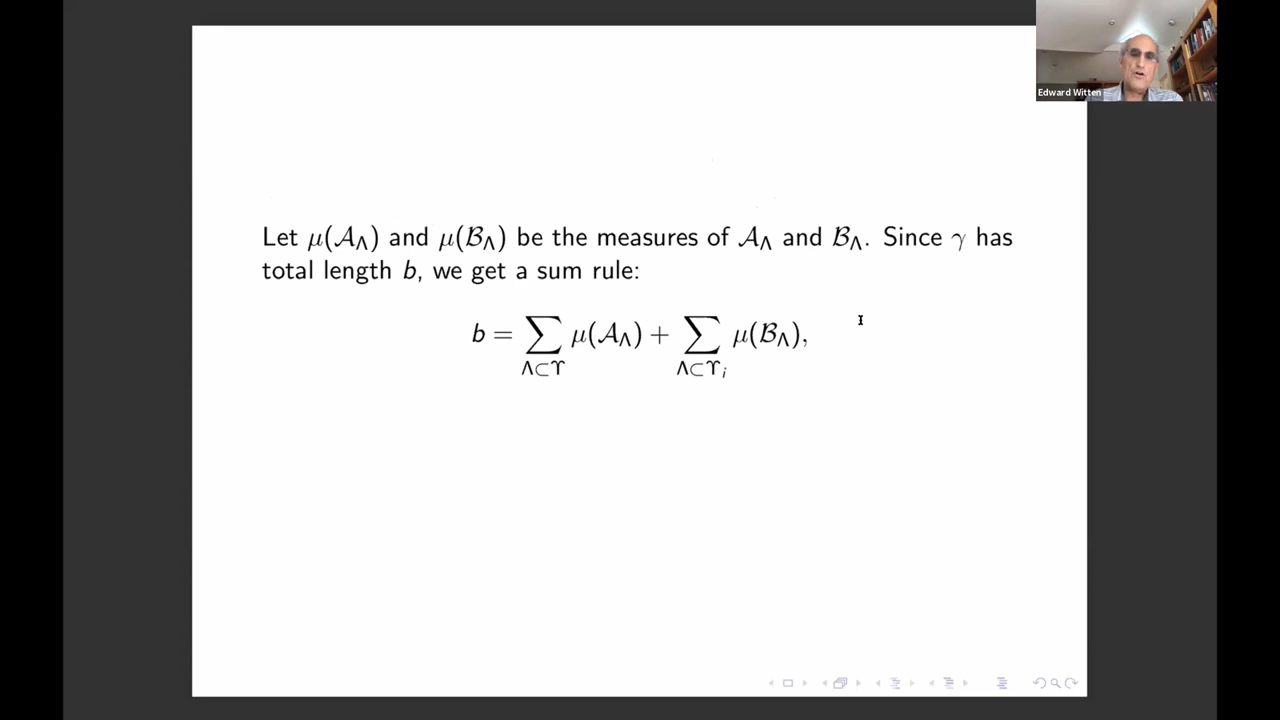 Edward Witten
Let μ(𝒜_Λ) and μ(ℬ_Λ) be the measures of 𝒜_Λ and ℬ_Λ. Since γ has
total length b, we get a sum rule:
b = ∑_{Λ⊂Υ} μ(𝒜_Λ) + ∑_{Λ⊂Υ_i} μ(ℬ_Λ),